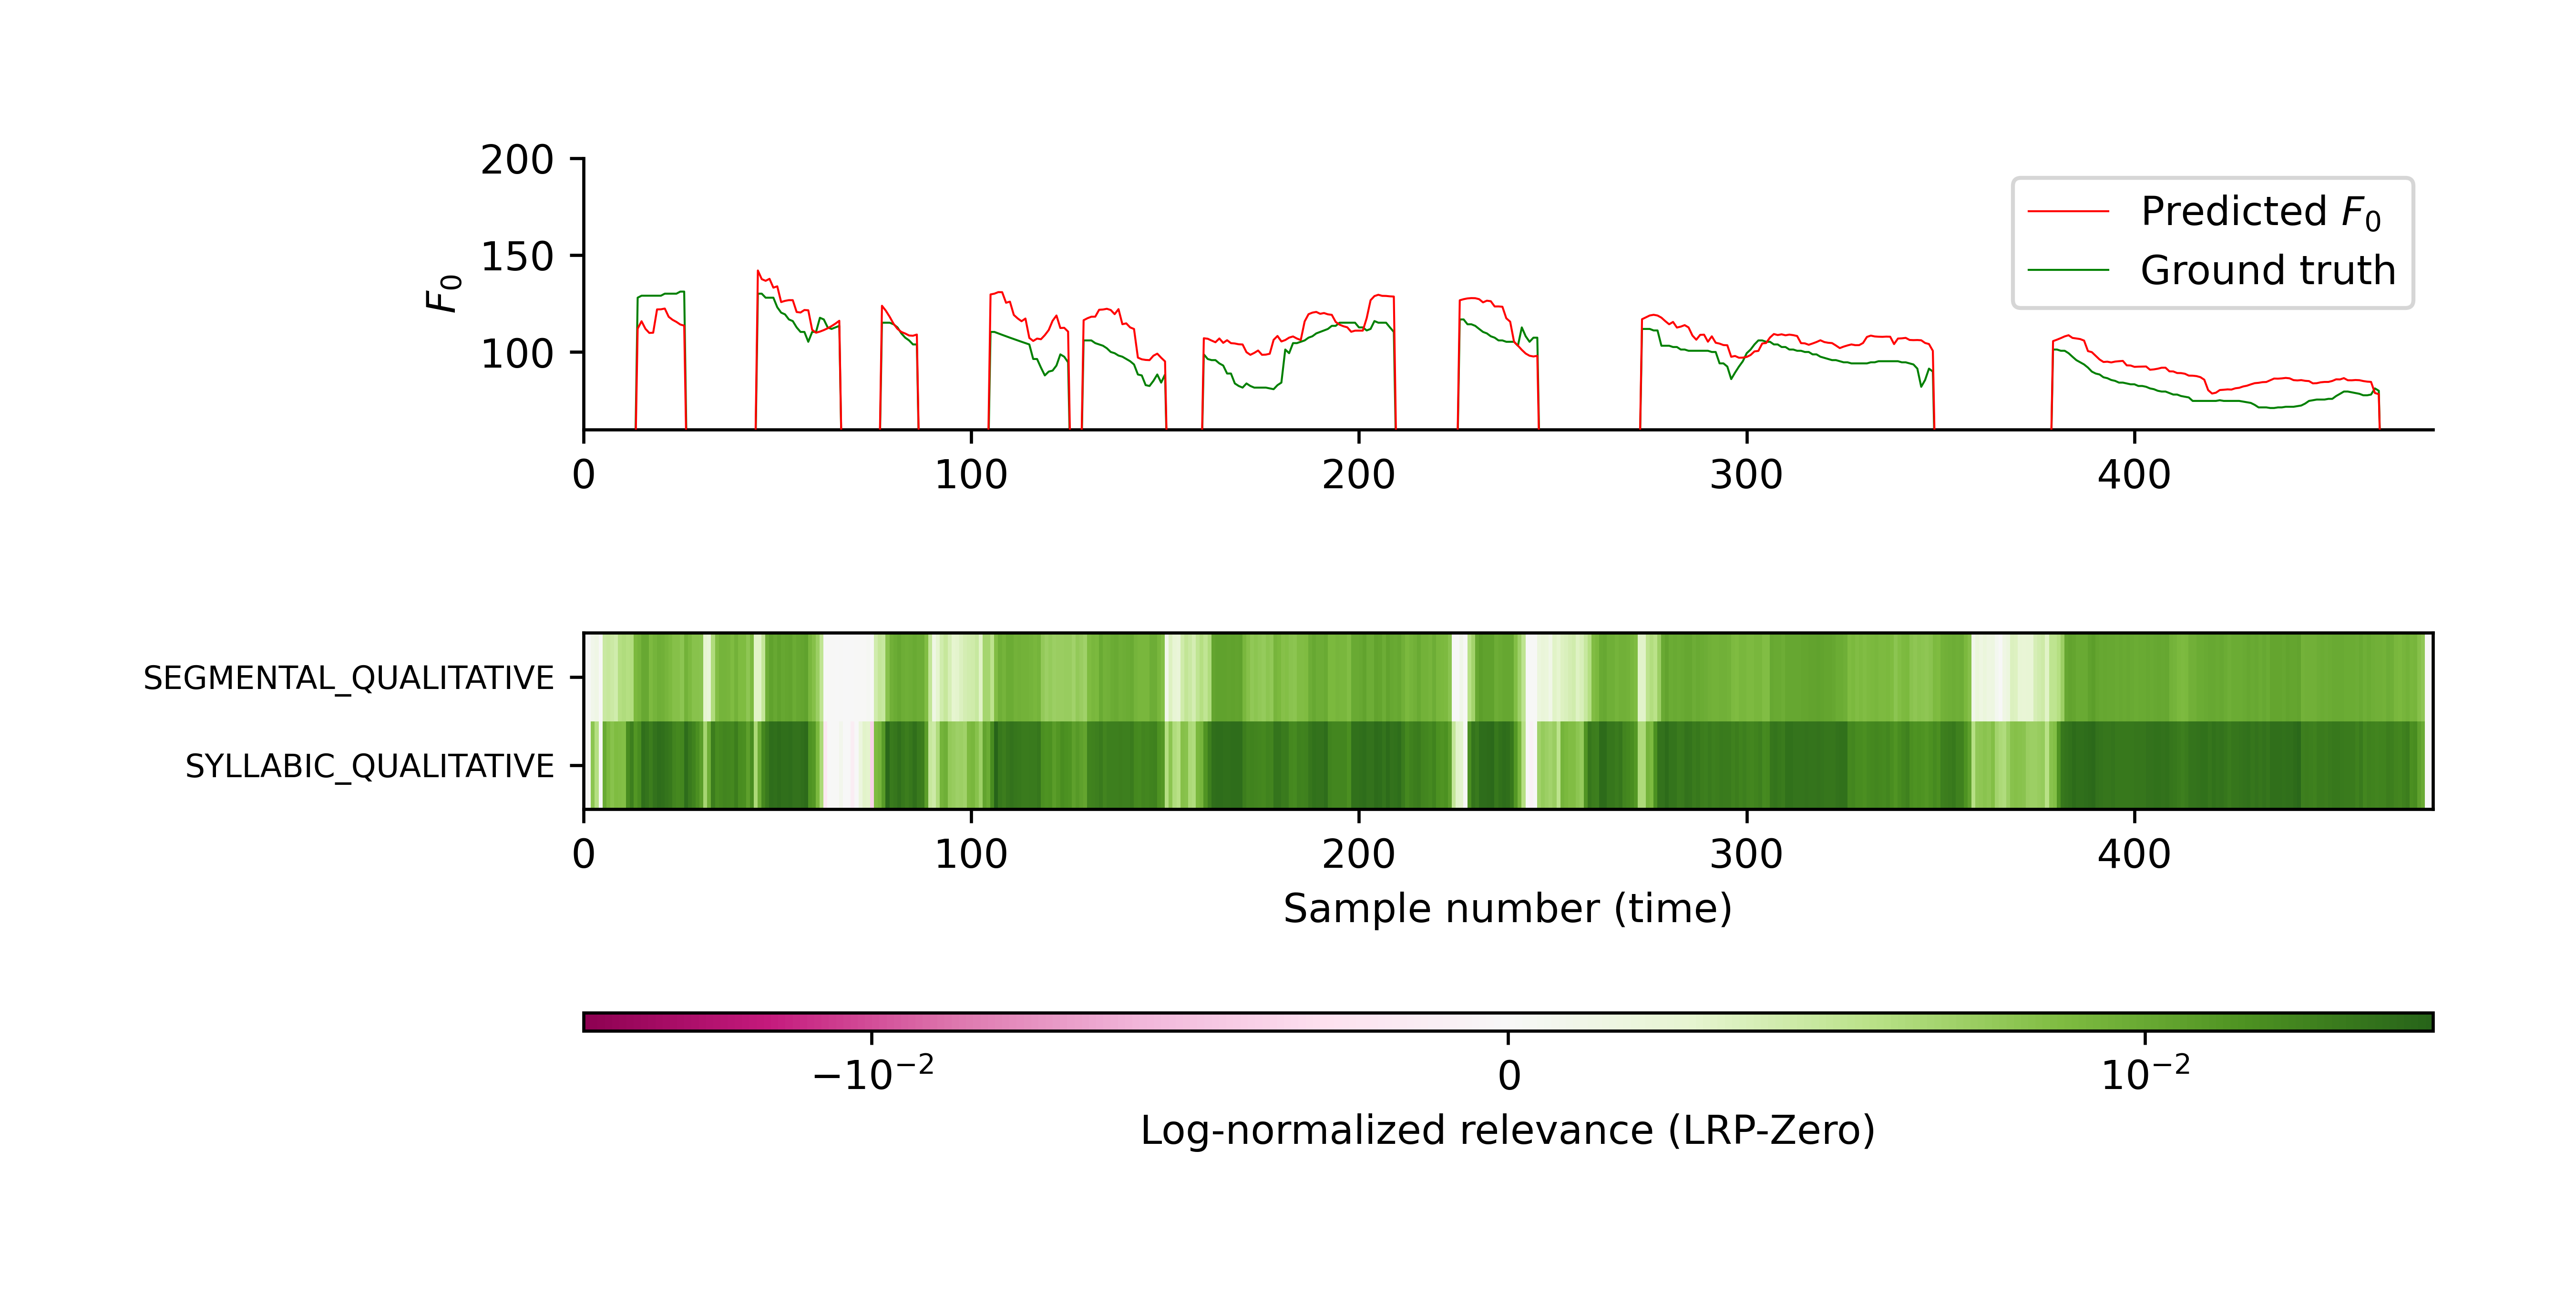 200
150
100
F₀
Predicted F₀
Ground truth
0 100 200 300 400
SEGMENTAL_QUALITATIVE
SYLLABIC_QUALITATIVE
0 100 200 300 400
Sample number (time)
−10⁻² 0 10⁻²
Log-normalized relevance (LRP-Zero)